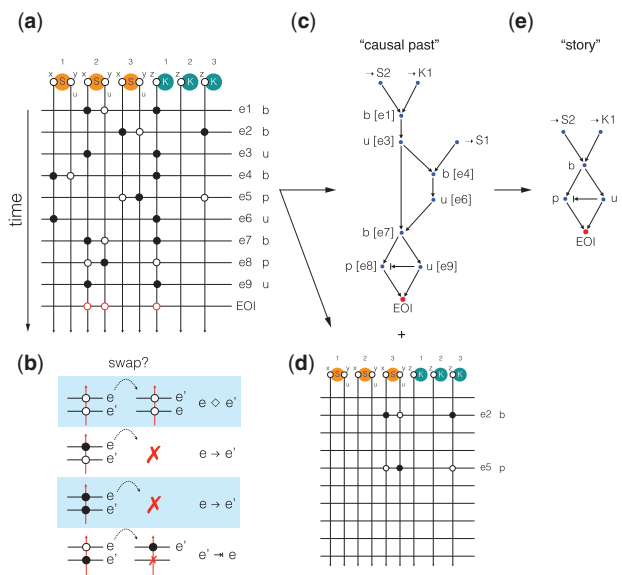 (a)
1 2 3 1 2 3
x S y x S y x S y z K z K z K
u u u
time
e1 b
e2 b
e3 u
e4 b
e5 p
e6 u
e7 b
e8 p
e9 u
EOI
(b)
swap?
e e' e' e e ◇ e'
e e' ✗ e → e'
e e' ✗ e → e'
e e' e' ✗ e' ⇥ e
(c)
"causal past"
→S2 →K1
b [e1]
u [e3] →S1
b [e4]
u [e6]
b [e7]
p [e8] u [e9]
EOI
+
(d)
1 2 3 1 2 3
x S y x S y x S y z K z K z K
u u u
e2 b
e5 p
(e)
"story"
→S2 →K1
b
p u
EOI